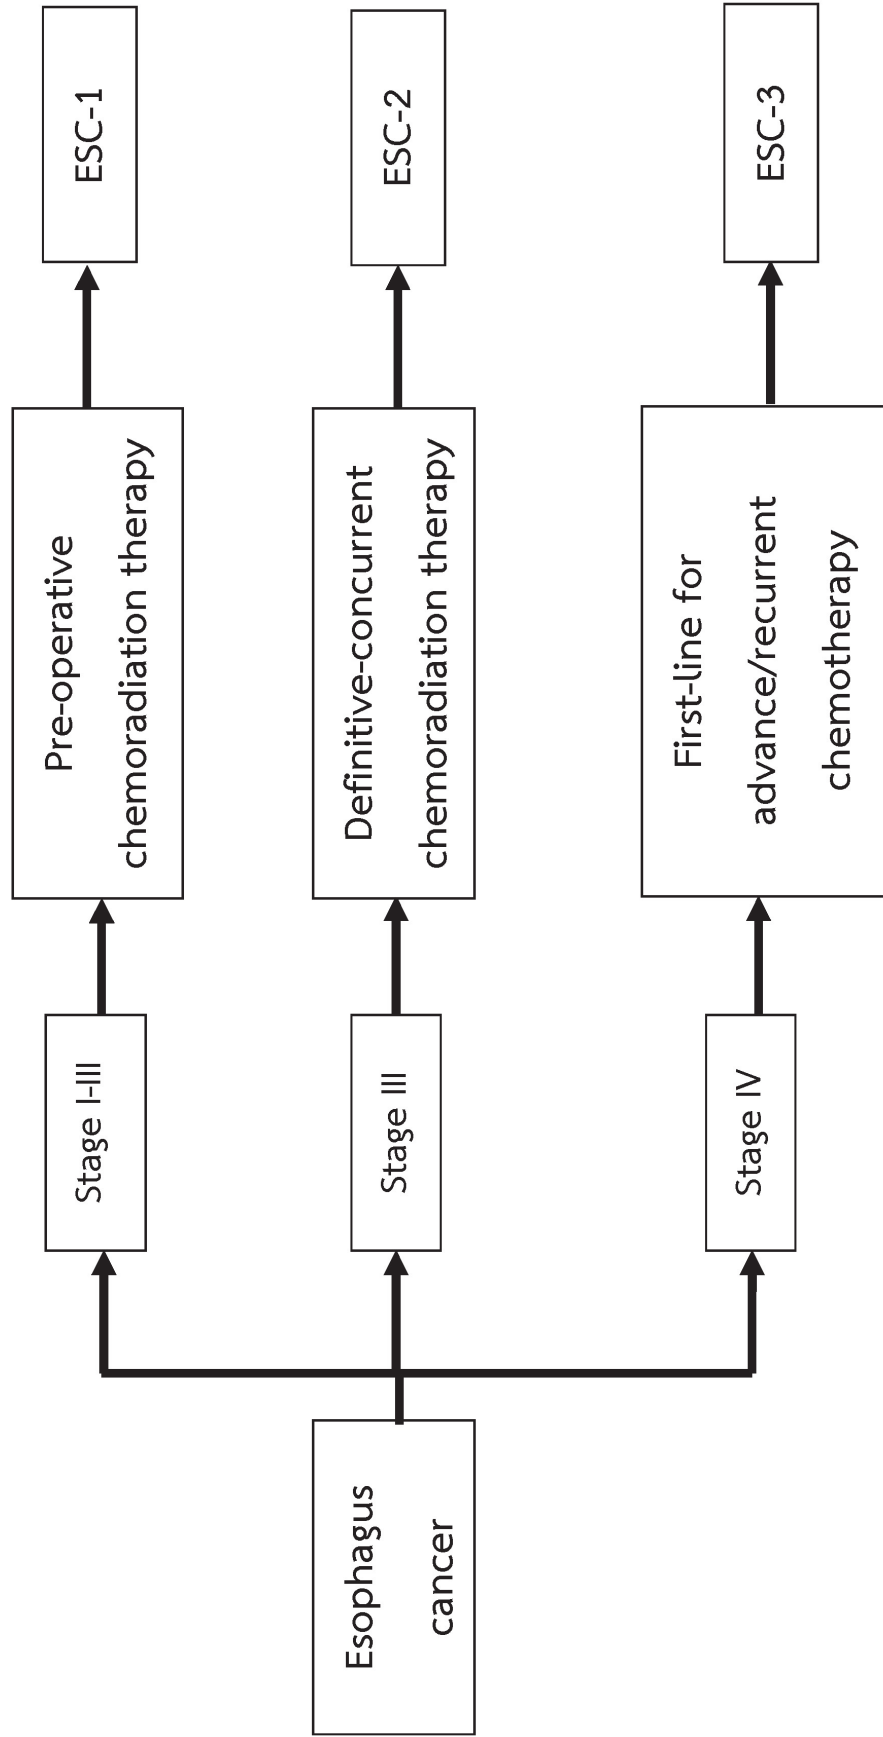 Esophagus
cancer
Stage I-III
Pre-operative
chemoradiation therapy
ESC-1
Stage III
Definitive-concurrent
chemoradiation therapy
ESC-2
Stage IV
First-line for
advance/recurrent
chemotherapy
ESC-3